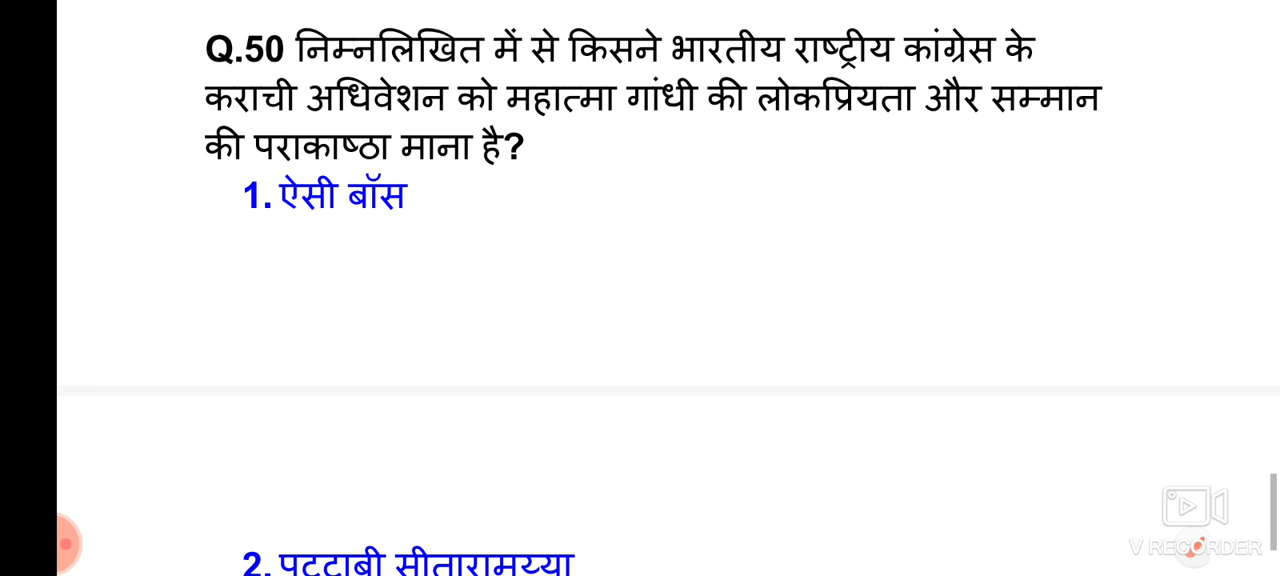 Q.50 निम्नलिखित में से किसने भारतीय राष्ट्रीय कांग्रेस के
कराची अधिवेशन को महात्मा गांधी की लोकप्रियता और सम्मान
की पराकाष्ठा माना है?
1. ऐसी बॉस
2. पट्टाबी सीतारामय्या
V RECORDER